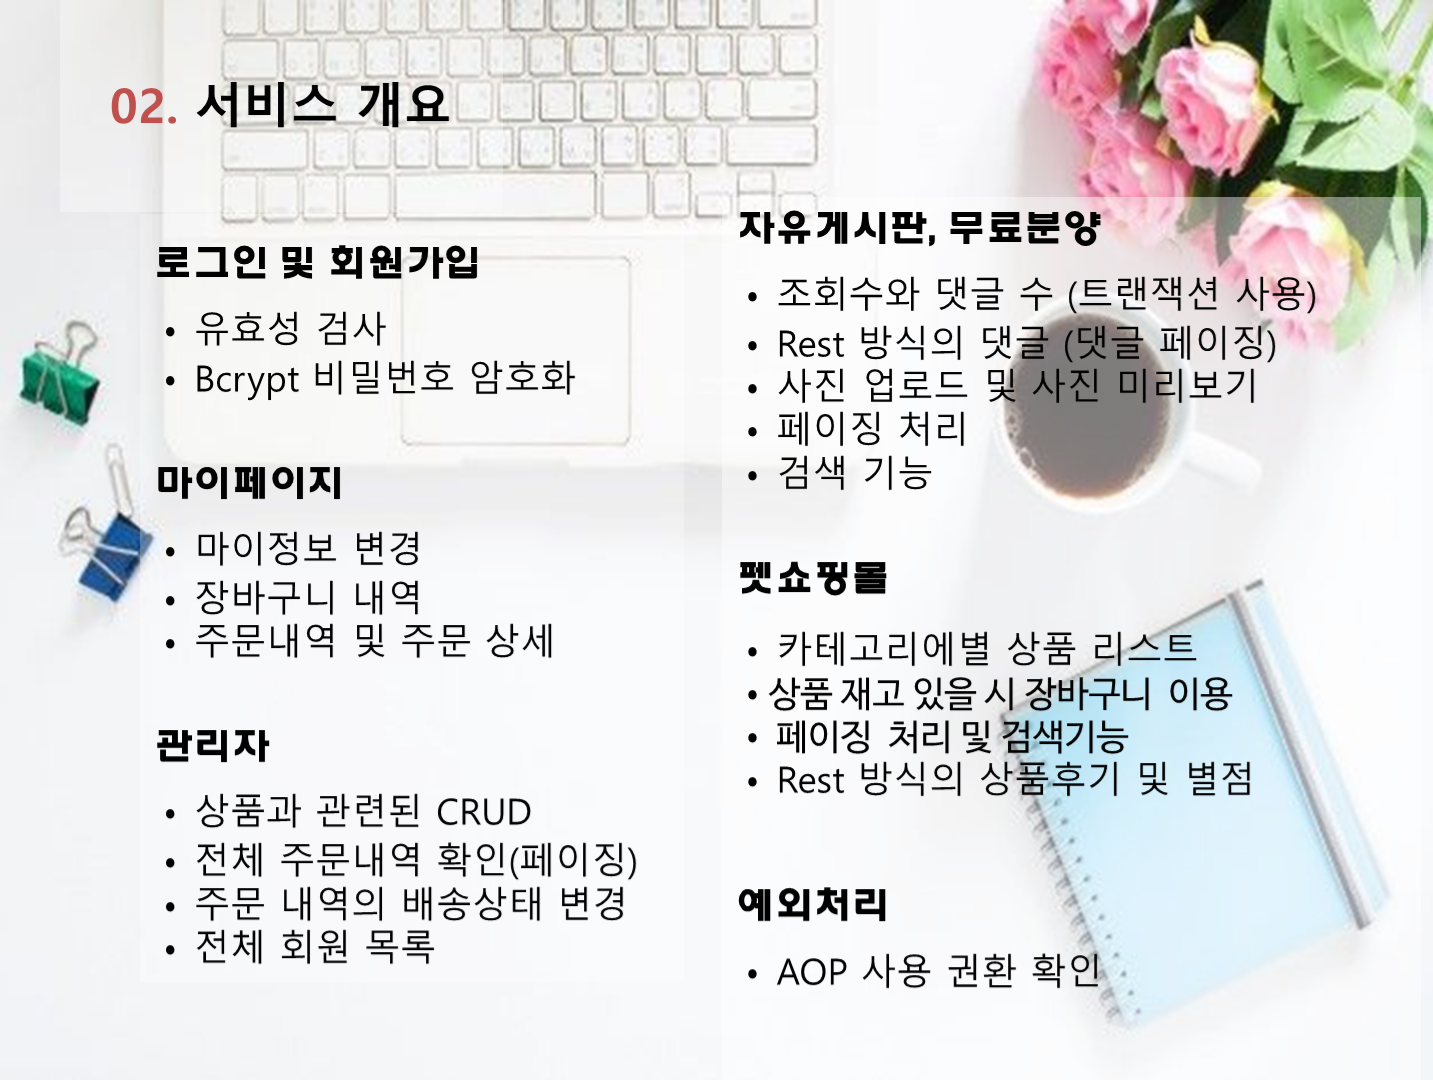 02. 서비스 개요
로그인 및 회원가입
• 유효성 검사
• Bcrypt 비밀번호 암호화
마이페이지
• 마이정보 변경
• 장바구니 내역
• 주문내역 및 주문 상세
관리자
• 상품과 관련된 CRUD
• 전체 주문내역 확인(페이징)
• 주문 내역의 배송상태 변경
• 전체 회원 목록
자유게시판, 무료분양
• 조회수와 댓글 수 (트랜잭션 사용)
• Rest 방식의 댓글 (댓글 페이징)
• 사진 업로드 및 사진 미리보기
• 페이징 처리
• 검색 기능
펫쇼핑몰
• 카테고리에별 상품 리스트
• 상품 재고 있을 시 장바구니 이용
• 페이징 처리 및 검색기능
• Rest 방식의 상품후기 및 별점
예외처리
• AOP 사용 권환 확인